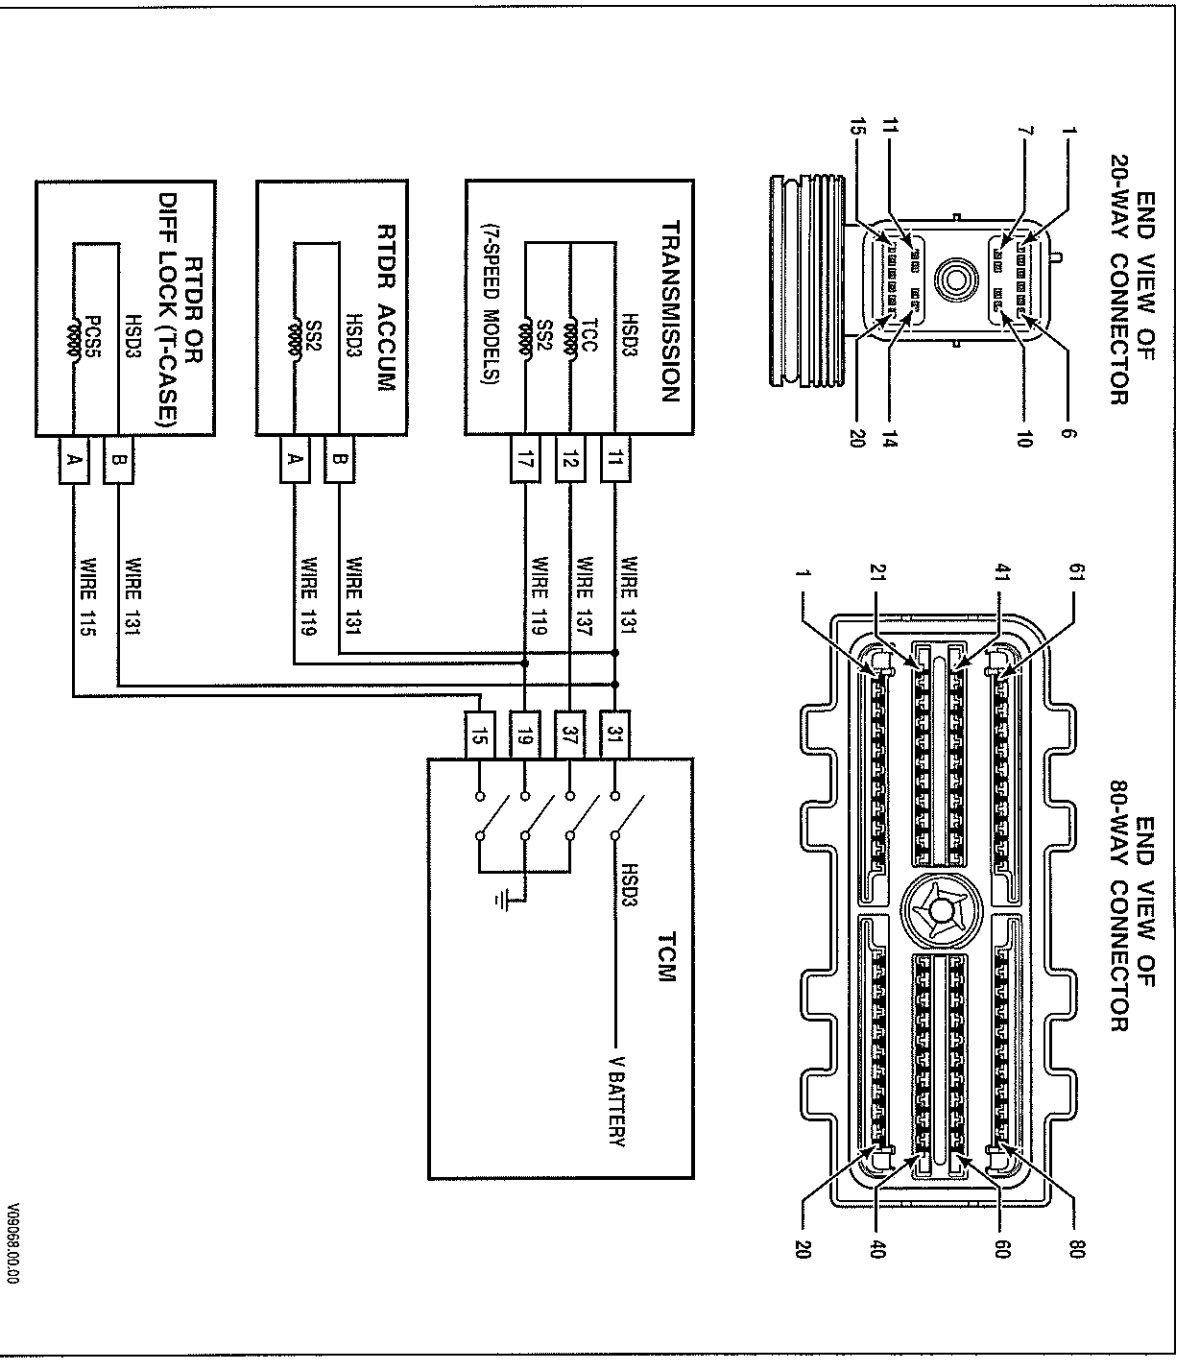 END VIEW OF
20-WAY CONNECTOR
1
7
11
15
6
10
14
20
END VIEW OF
80-WAY CONNECTOR
61
41
21
1
80
60
40
20
TRANSMISSION
HSD3
TCC
SS2
(7-SPEED MODELS)
11
12
17
WIRE 131
WIRE 137
WIRE 119
RTDR ACCUM
HSD3
SS2
B
A
WIRE 131
WIRE 119
RTDR OR
DIFF LOCK (T-CASE)
HSD3
PCS5
B
A
WIRE 131
WIRE 115
31
37
19
15
TCM
HSD3
V BATTERY
V09068.00.00